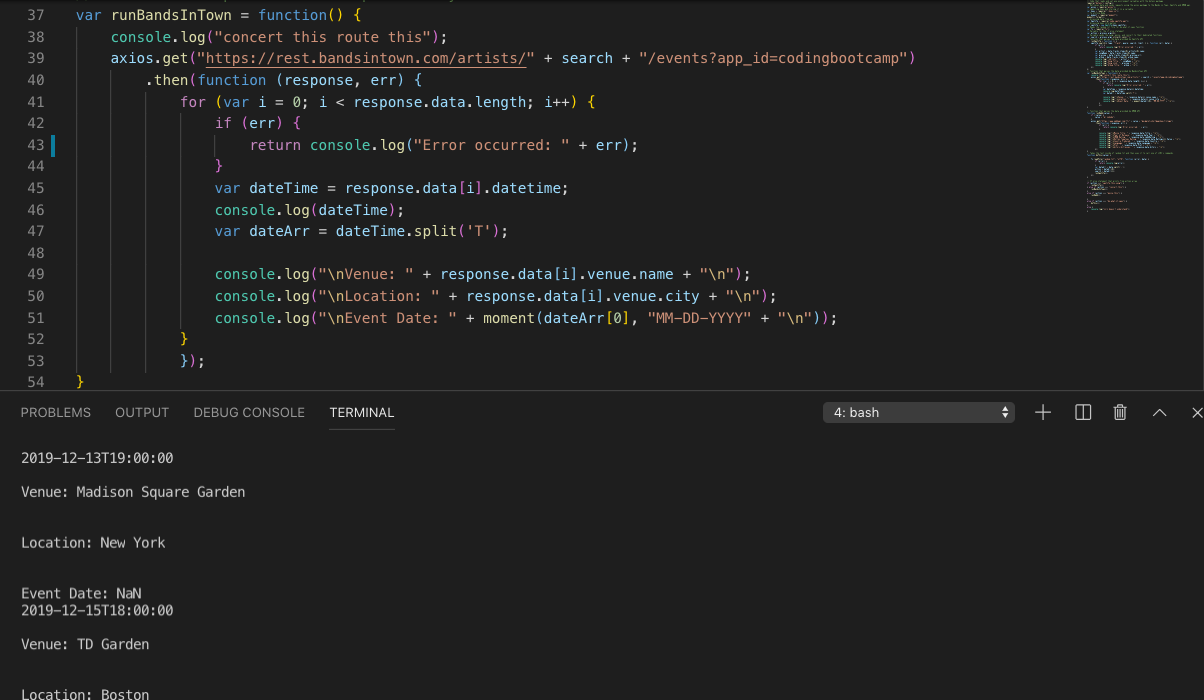 37 var runBandsInTown = function() {
38 console.log("concert this route this");
39 axios.get("https://rest.bandsintown.com/artists/" + search + "/events?app_id=codingbootcamp")
40 .then(function (response, err) {
41 for (var i = 0; i < response.data.length; i++) {
42 if (err) {
43 return console.log("Error occurred: " + err);
44 }
45 var dateTime = response.data[i].datetime;
46 console.log(dateTime);
47 var dateArr = dateTime.split('T');
48
49 console.log("\nVenue: " + response.data[i].venue.name + "\n");
50 console.log("\nLocation: " + response.data[i].venue.city + "\n");
51 console.log("\nEvent Date: " + moment(dateArr[0], "MM-DD-YYYY" + "\n"));
52 }
53 });
54 }
PROBLEMS OUTPUT DEBUG CONSOLE TERMINAL 4: bash
2019-12-13T19:00:00
Venue: Madison Square Garden
Location: New York
Event Date: NaN
2019-12-15T18:00:00
Venue: TD Garden
Location: Boston